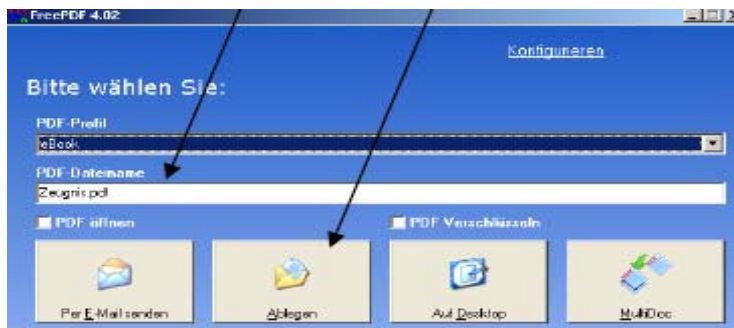 FreePDF 4.02
Konfigurieren
Bitte wählen Sie:
PDF-Profil
eBook
PDF-Dateiname
Zeugnis.pdf
PDF öffnen
PDF Verschlüsseln
Per E-Mail senden
Ablegen
Auf Desktop
MultiDoc